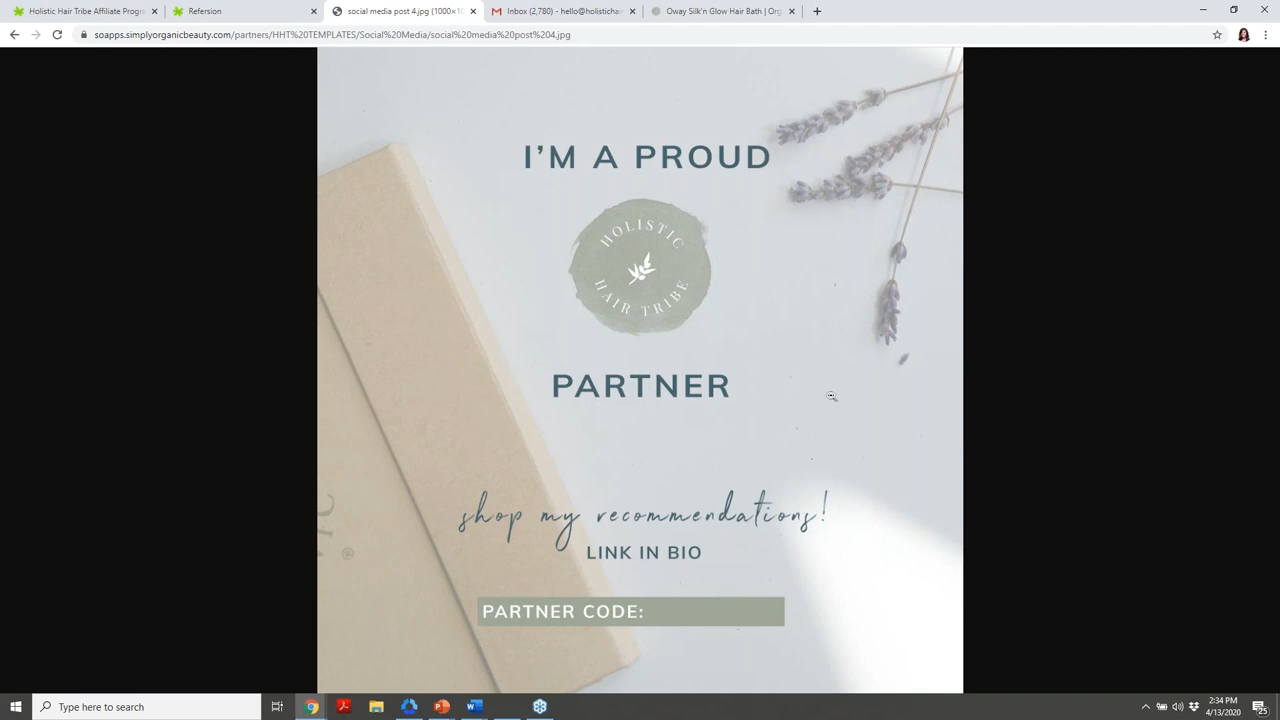 Holistic Hair Tribe Affiliate Progra
Refersion
social media post 4.jpg (1000×10
Inbox (2,780) - hello@holistichai
Oway Silk'n Glow Hair Bath | Org
soapps.simplyorganicbeauty.com/partners/HHT%20TEMPLATES/Social%20Media/social%20media%20post%204.jpg
I'M A PROUD
HOLISTIC
HAIR TRIBE
PARTNER
shop my recommendations!
LINK IN BIO
PARTNER CODE:
Type here to search
2:34 PM
4/13/2020
25